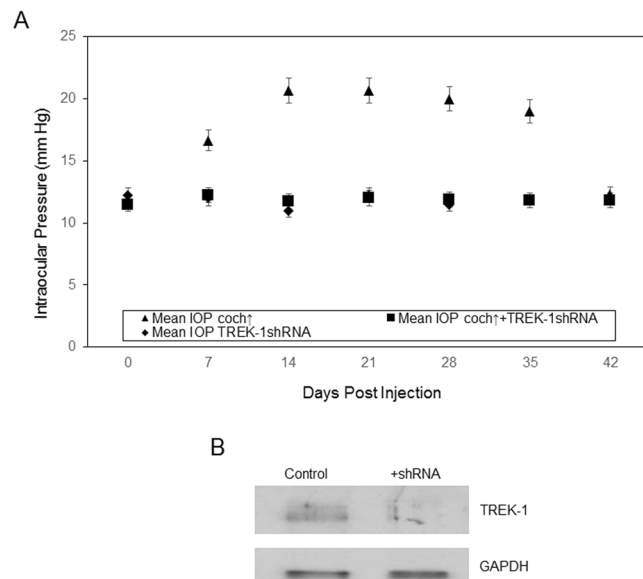 A
25
20
15
10
5
0
Intraocular Pressure (mm Hg)
▲ Mean IOP coch↑
■ Mean IOP coch↑+TREK-1shRNA
◆ Mean IOP TREK-1shRNA
0 7 14 21 28 35 42
Days Post Injection
B
Control +shRNA
TREK-1
GAPDH